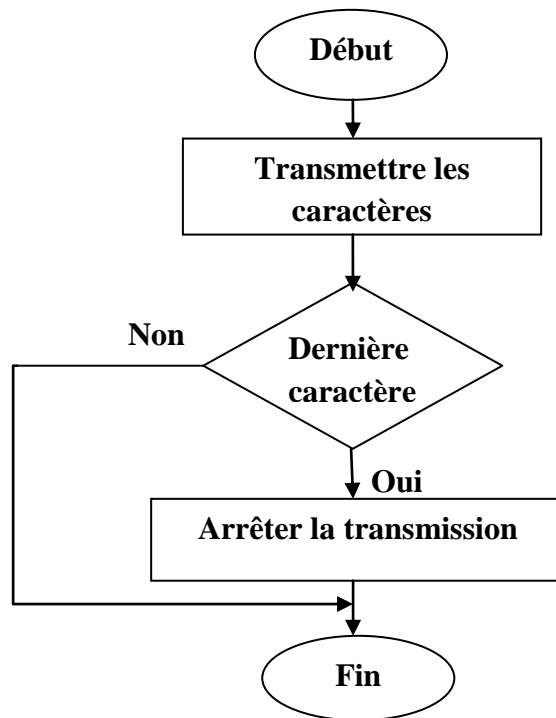 Début
Transmettre les
caractères
Non
Dernière
caractère
Oui
Arrêter la transmission
Fin